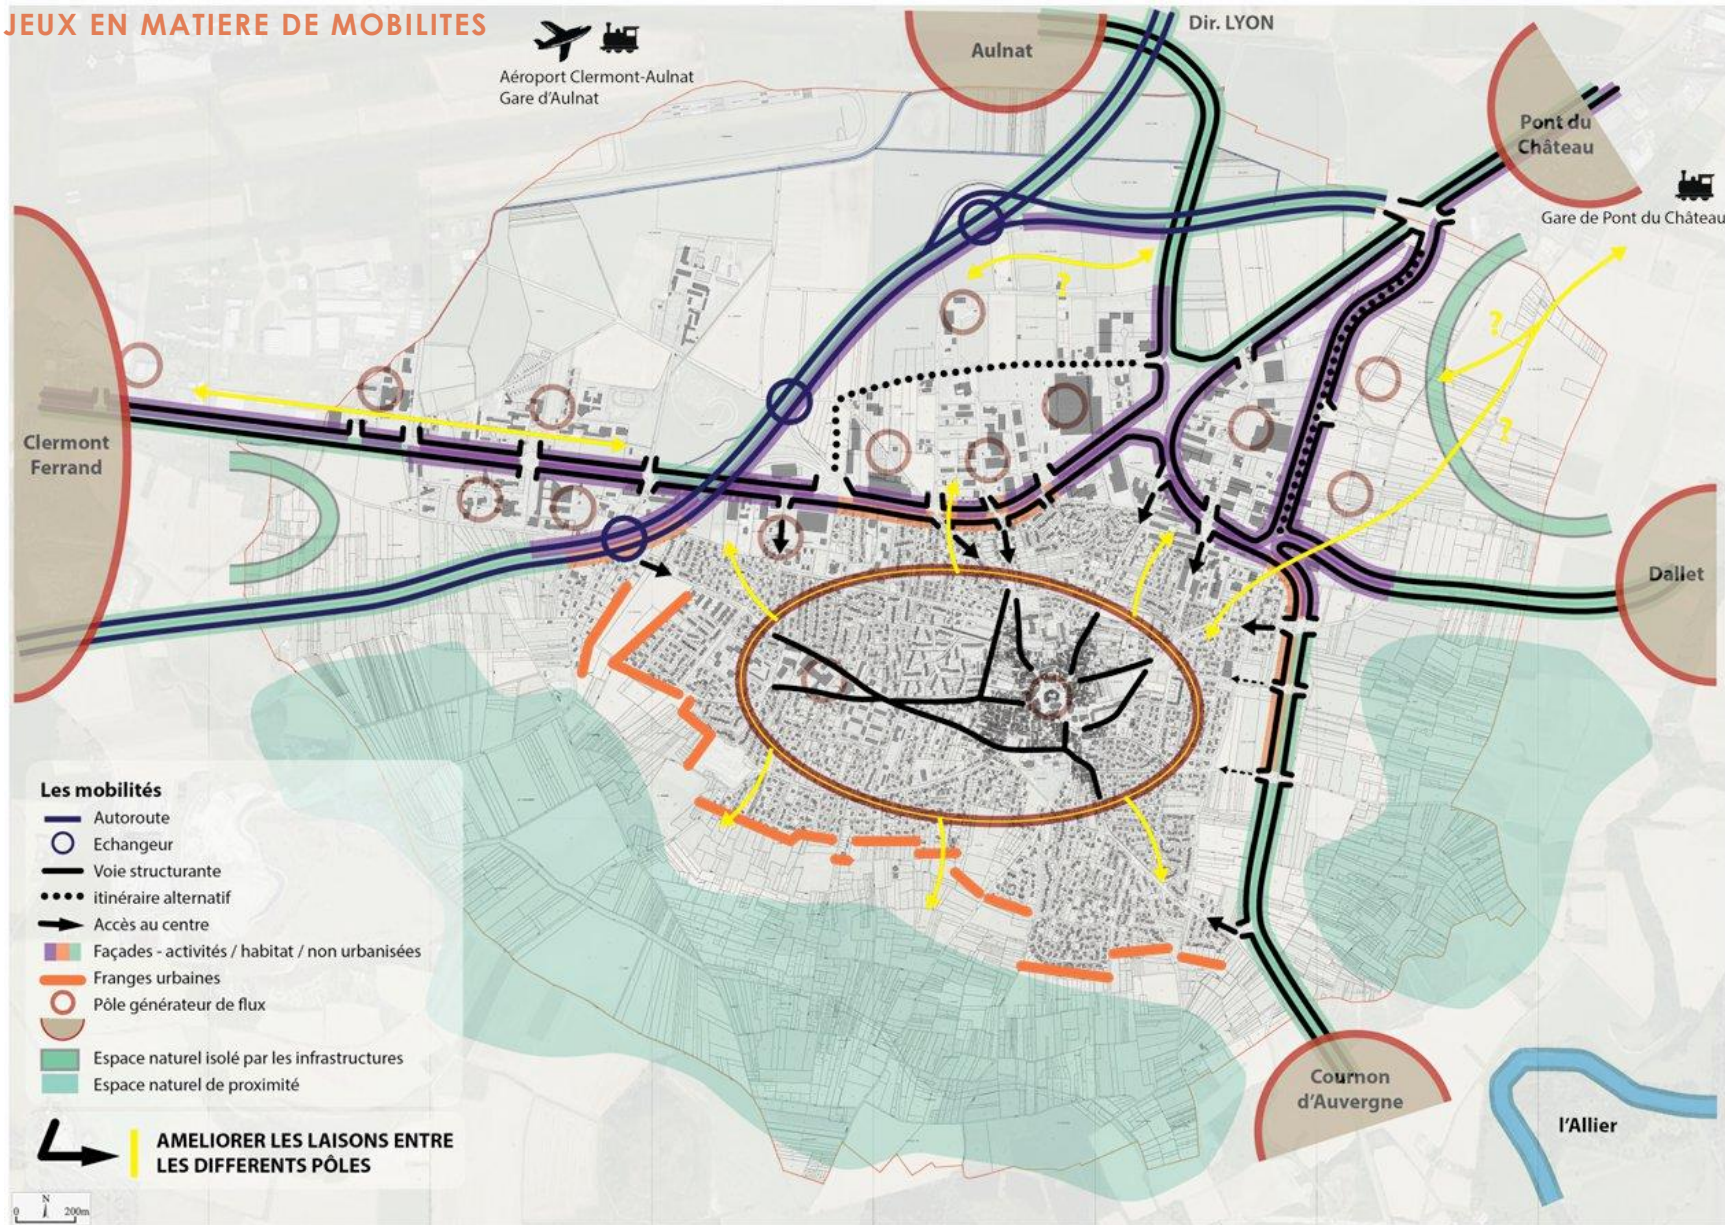 JEUX EN MATIERE DE MOBILITES
Dir. LYON
Aulnat
Aéroport Clermont-Aulnat
Gare d'Aulnat
Pont du
Château
Gare de Pont du Château
?
?
?
Clermont
Ferrand
Dallet
Les mobilités
Autoroute
Echangeur
Voie structurante
itinéraire alternatif
Accès au centre
Façades - activités / habitat / non urbanisées
Franges urbaines
Pôle générateur de flux
Espace naturel isolé par les infrastructures
Espace naturel de proximité
AMELIORER LES LAISONS ENTRE
LES DIFFERENTS PÔLES
Cournon
d'Auvergne
l'Allier
N
0 200m